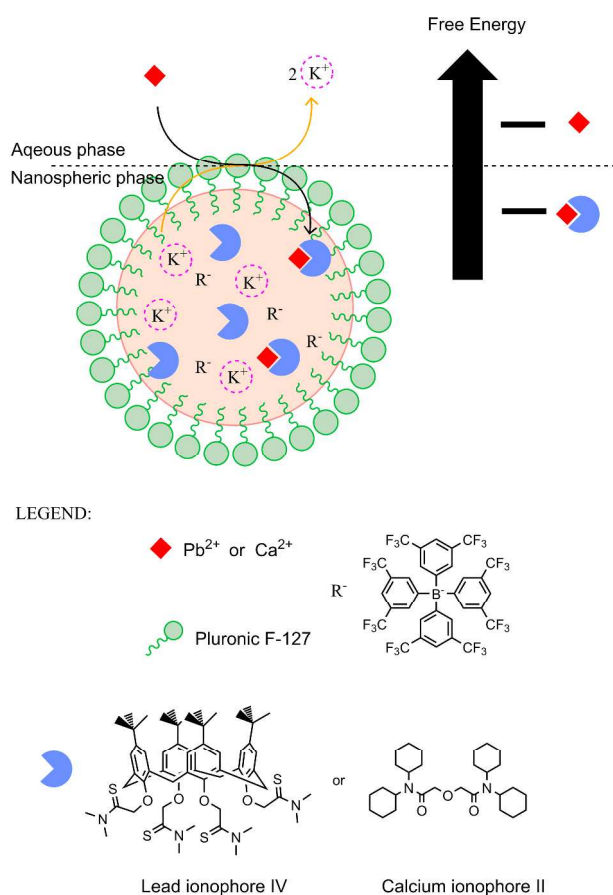 Free Energy
2 K+
Aqeous phase
Nanospheric phase
K+
R-
K+
R-
K+
R-
R-
K+
LEGEND:
Pb2+ or Ca2+
R-
F3C
CF3
F3C
CF3
B-
F3C
CF3
F3C
CF3
Pluronic F-127
S
O
O
O
O
S
N
N
S
N
S
N
or
N
O
O
O
N
Lead ionophore IV
Calcium ionophore II